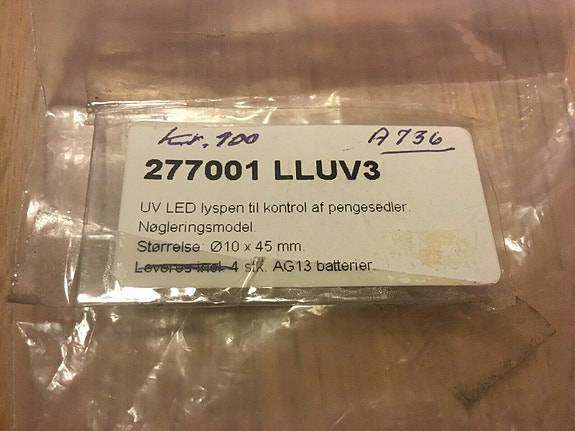 Kr. 900 A736
277001 LLUV3
UV LED lyspen til kontrol af pengesedler.
Nøgleringsmodel.
Størrelse: Ø10 x 45 mm.
Leveres incl. 4 stk. AG13 batterier.